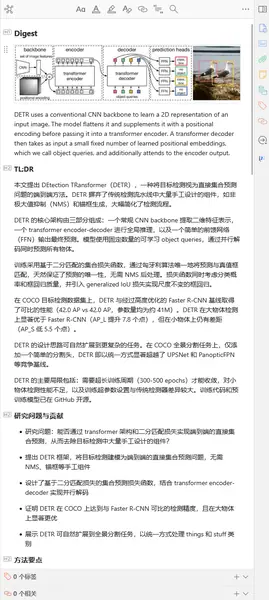 Digest
backbone
encoder
decoder
prediction heads
set of image features
CNN
transformer
encoder
transformer
decoder
positional encoding
object queries
DETR uses a conventional CNN backbone to learn a 2D representation of an
input image. The model flattens it and supplements it with a positional
encoding before passing it into a transformer encoder. A transformer decoder
then takes as input a small fixed number of learned positional embeddings,
which we call object queries, and additionally attends to the encoder output.
TL:DR
本文提出 DEtection TRansformer（DETR），一种将目标检测视为直接集合预测
问题的端到端方法。DETR 摒弃了传统检测流水线中大量手工设计的组件，如非
极大值抑制（NMS）和锚框生成，大幅简化了检测流程。
DETR 的核心架构由三部分组成：一个常规 CNN backbone 提取二维特征表示，
一个 transformer encoder-decoder 进行全局推理，以及一个简单的前馈网络
（FFN）输出最终预测。模型使用固定数量的可学习 object queries，通过并行解
码同时预测所有物体。
训练采用基于二分匹配的集合损失函数，通过匈牙利算法唯一地将预测与真值框
匹配，天然保证了预测的唯一性，无需 NMS 后处理。损失函数同时考虑分类概
率和框回归质量，并引入 generalized IoU 损失实现尺度不变的框回归。
在 COCO 目标检测数据集上，DETR 与经过高度优化的 Faster R-CNN 基线取得
了可比的性能（42.0 AP vs 42.0 AP，参数量均为 41M）。DETR 在大物体检测
上显著优于 Faster R-CNN（AP_L 提升 7.8 个点），但在小物体上仍有差距
（AP_S 低 5.5 个点）。
DETR 的设计思路可自然扩展到更复杂的任务。在 COCO 全景分割任务上，仅添
加一个简单的分割头，DETR 即以统一方式显著超越了 UPSNet 和 PanopticFPN
等竞争基线。
DETR 的主要局限包括：需要超长训练周期（300-500 epochs）才能收敛，对小
物体检测性能不足，以及训练超参数设置与传统检测器差异较大。训练代码和预
训练模型已在 GitHub 开源。
研究问题与贡献
研究问题：能否通过 transformer 架构和二分匹配损失实现端到端的直接集
合预测，从而去除目标检测中大量手工设计的组件？
提出 DETR 框架，将目标检测建模为端到端的直接集合预测问题，无需
NMS、锚框等手工组件
设计了基于二分匹配的集合预测损失函数，结合 transformer encoder-
decoder 实现并行解码
证明 DETR 在 COCO 上达到与 Faster R-CNN 可比的检测精度，且在大物
体上显著更优
展示 DETR 可自然扩展到全景分割任务，以统一方式处理 things 和 stuff 类
别
方法要点
0 个标签
0 个相关